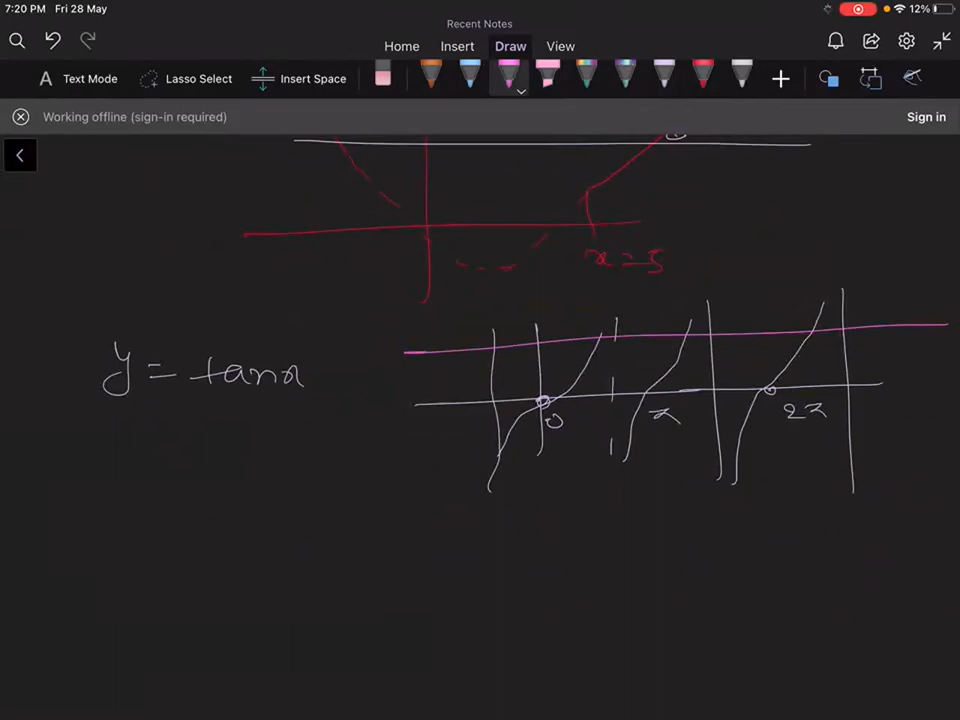 7:20 PM Fri 28 May
12%
Recent Notes
Home Insert Draw View
A Text Mode Lasso Select Insert Space
Working offline (sign-in required) Sign in
x = 5
y = tanx
0 π 2π